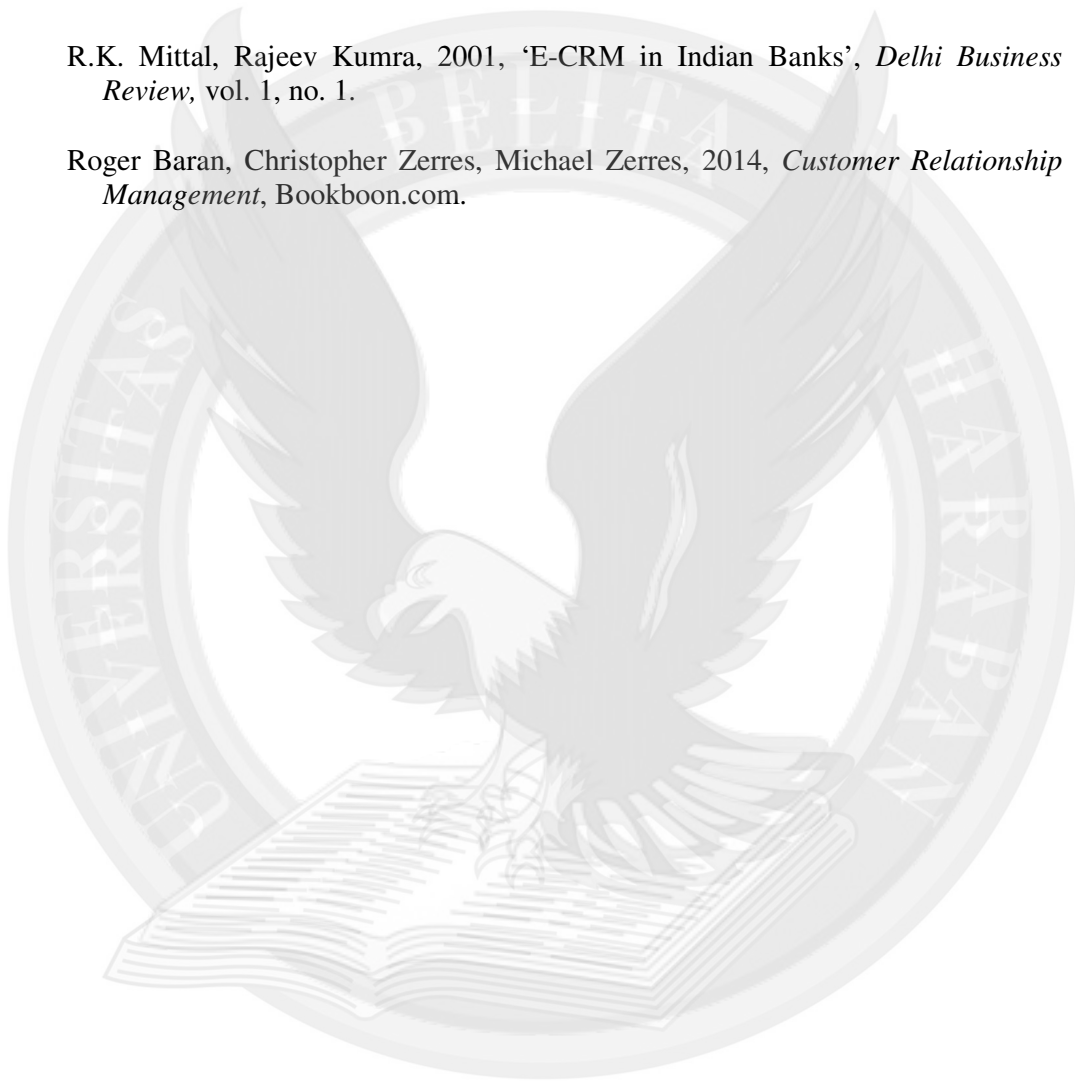 R.K. Mittal, Rajeev Kumra, 2001, ‘E-CRM in Indian Banks’, Delhi Business
Review, vol. 1, no. 1.
Roger Baran, Christopher Zerres, Michael Zerres, 2014, Customer Relationship
Management, Bookboon.com.
UNIVERSITAS
PELITA
HARAPAN